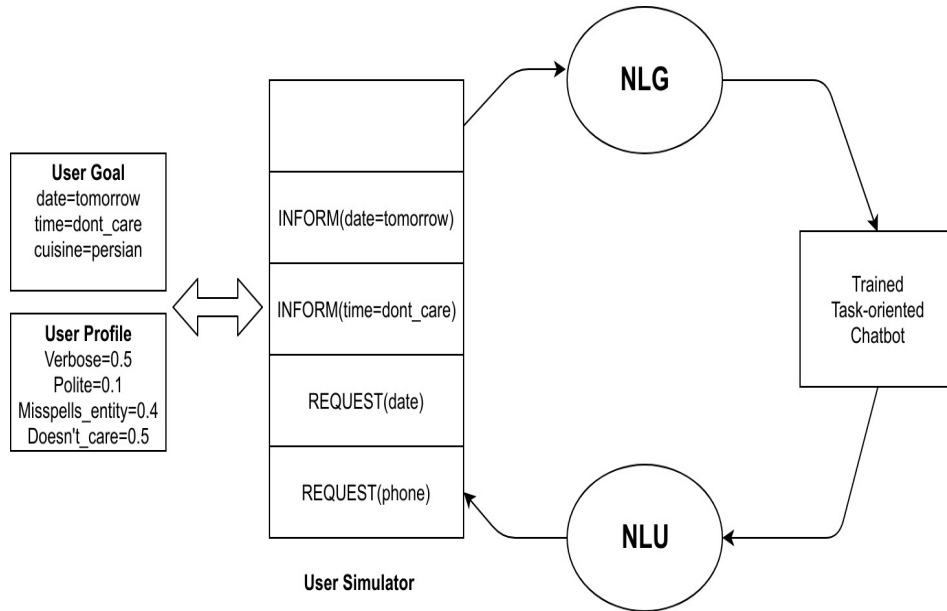 User Goal
date=tomorrow
time=dont_care
cuisine=persian
User Profile
Verbose=0.5
Polite=0.1
Misspells_entity=0.4
Doesn't_care=0.5
INFORM(date=tomorrow)
INFORM(time=dont_care)
REQUEST(date)
REQUEST(phone)
User Simulator
NLG
Trained
Task-oriented
Chatbot
NLU